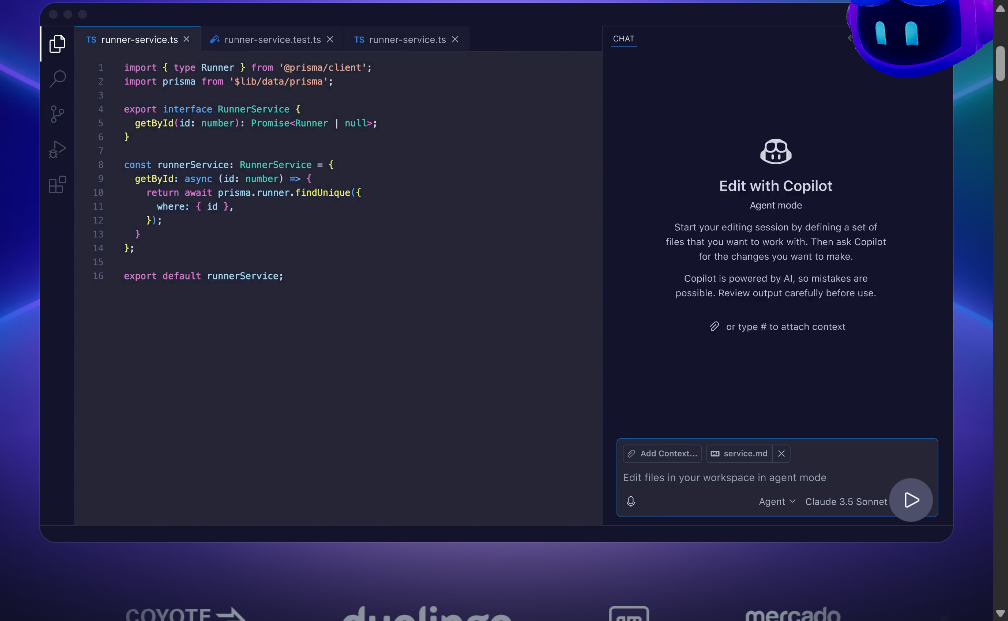 TS runner-service.ts
runner-service.test.ts
TS runner-service.ts
CHAT
1 import { type Runner } from '@prisma/client';
2 import prisma from '$lib/data/prisma';
3
4 export interface RunnerService {
5 getById(id: number): Promise<Runner | null>;
6 }
7
8 const runnerService: RunnerService = {
9 getById: async (id: number) => {
10 return await prisma.runner.findUnique({
11 where: { id },
12 });
13 }
14 };
15
16 export default runnerService;
Edit with Copilot
Agent mode
Start your editing session by defining a set of
files that you want to work with. Then ask Copilot
for the changes you want to make.
Copilot is powered by AI, so mistakes are
possible. Review output carefully before use.
or type # to attach context
Add Context...
service.md
Edit files in your workspace in agent mode
Agent
Claude 3.5 Sonnet
COYOTE
duolingo
gm
mercado